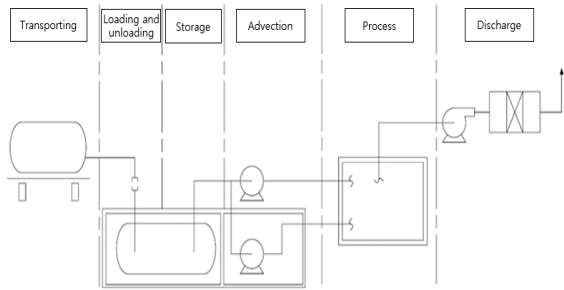 Transporting
Loading and
unloading
Storage
Advection
Process
Discharge